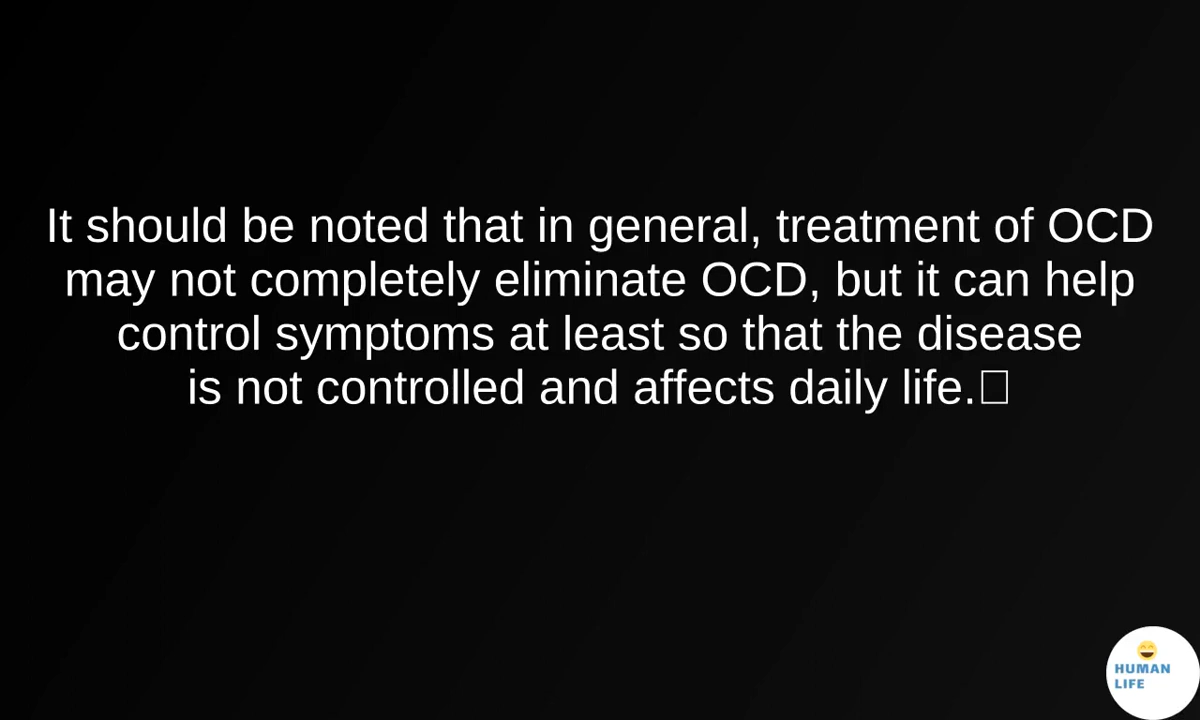 It should be noted that in general, treatment of OCD
may not completely eliminate OCD, but it can help
control symptoms at least so that the disease
is not controlled and affects daily life.
HUMAN
LIFE